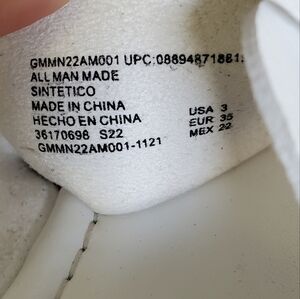 GMMN22AM001 UPC:
ALL MAN MADE
SINTETICO
MADE IN CHINA
HECHO EN CHINA
36170698 S22
GMMN22AM001-1121
USA 3
EUR 35
MEX 22